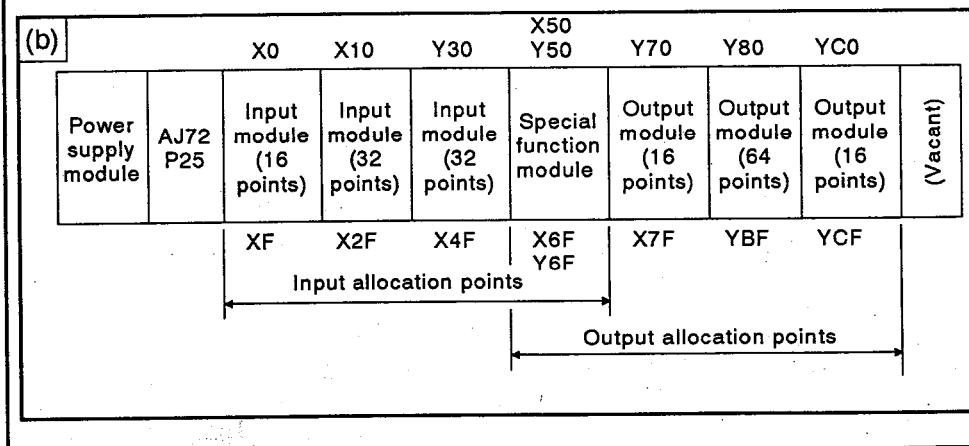 (b)
X0 X10 Y30 X50 Y50 Y70 Y80 YC0
Power supply module
AJ72 P25
Input module (16 points)
Input module (32 points)
Input module (32 points)
Special function module
Output module (16 points)
Output module (64 points)
Output module (16 points)
(Vacant)
XF X2F X4F X6F Y6F X7F YBF YCF
Input allocation points
Output allocation points